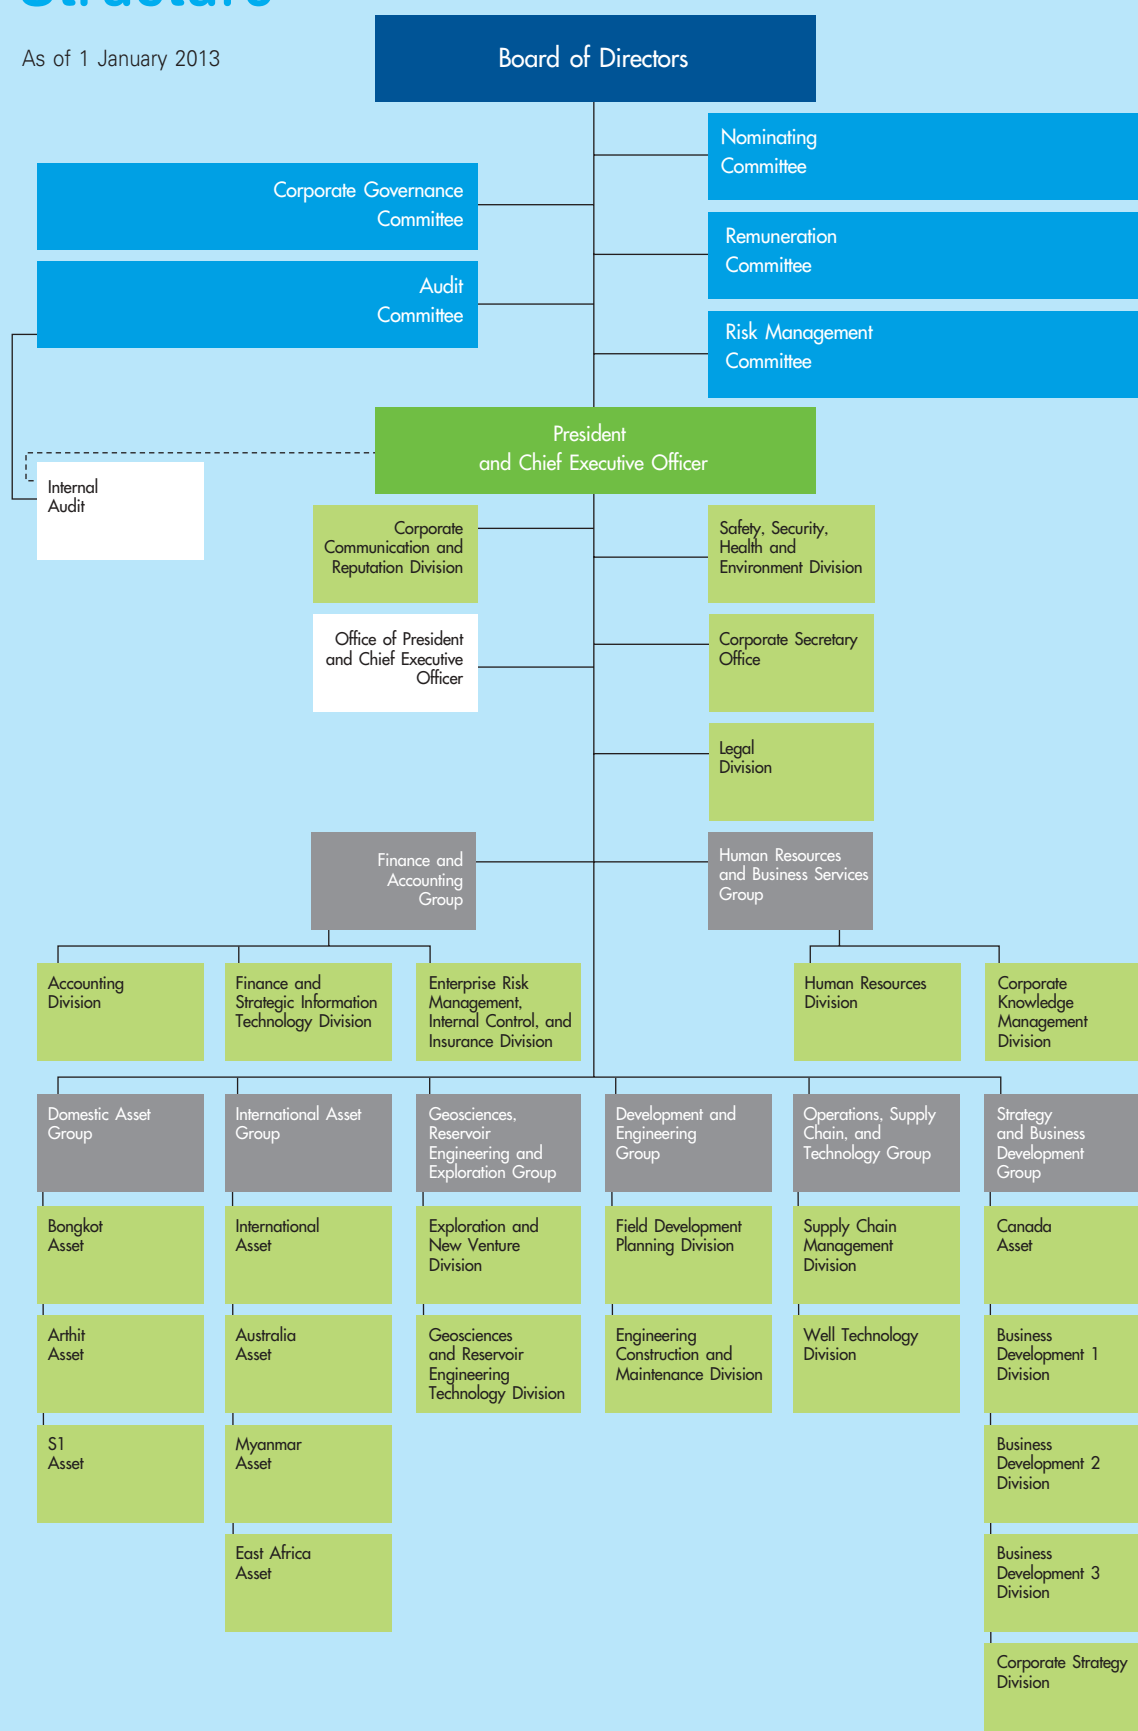 As of 1 January 2013
Board of Directors
Nominating
Committee
Corporate Governance
Committee
Remuneration
Committee
Audit
Committee
Risk Management
Committee
President
and Chief Executive Officer
Internal
Audit
Corporate
Communication and
Reputation Division
Safety, Security,
Health and
Environment Division
Office of President
and Chief Executive
Officer
Corporate Secretary
Office
Legal
Division
Finance and
Accounting
Group
Human Resources
and Business Services
Group
Accounting
Division
Finance and
Strategic Information
Technology Division
Enterprise Risk
Management,
Internal Control, and
Insurance Division
Human Resources
Division
Corporate
Knowledge
Management
Division
Domestic Asset
Group
International Asset
Group
Geosciences,
Reservoir
Engineering and
Exploration Group
Development and
Engineering
Group
Operations, Supply
Chain, and
Technology Group
Strategy
and Business
Development
Group
Bongkot
Asset
International
Asset
Exploration and
New Venture
Division
Field Development
Planning Division
Supply Chain
Management
Division
Canada
Asset
Arthit
Asset
Australia
Asset
Geosciences
and Reservoir
Engineering
Technology Division
Engineering
Construction and
Maintenance Division
Well Technology
Division
Business
Development 1
Division
S1
Asset
Myanmar
Asset
Business
Development 2
Division
East Africa
Asset
Business
Development 3
Division
Corporate Strategy
Division